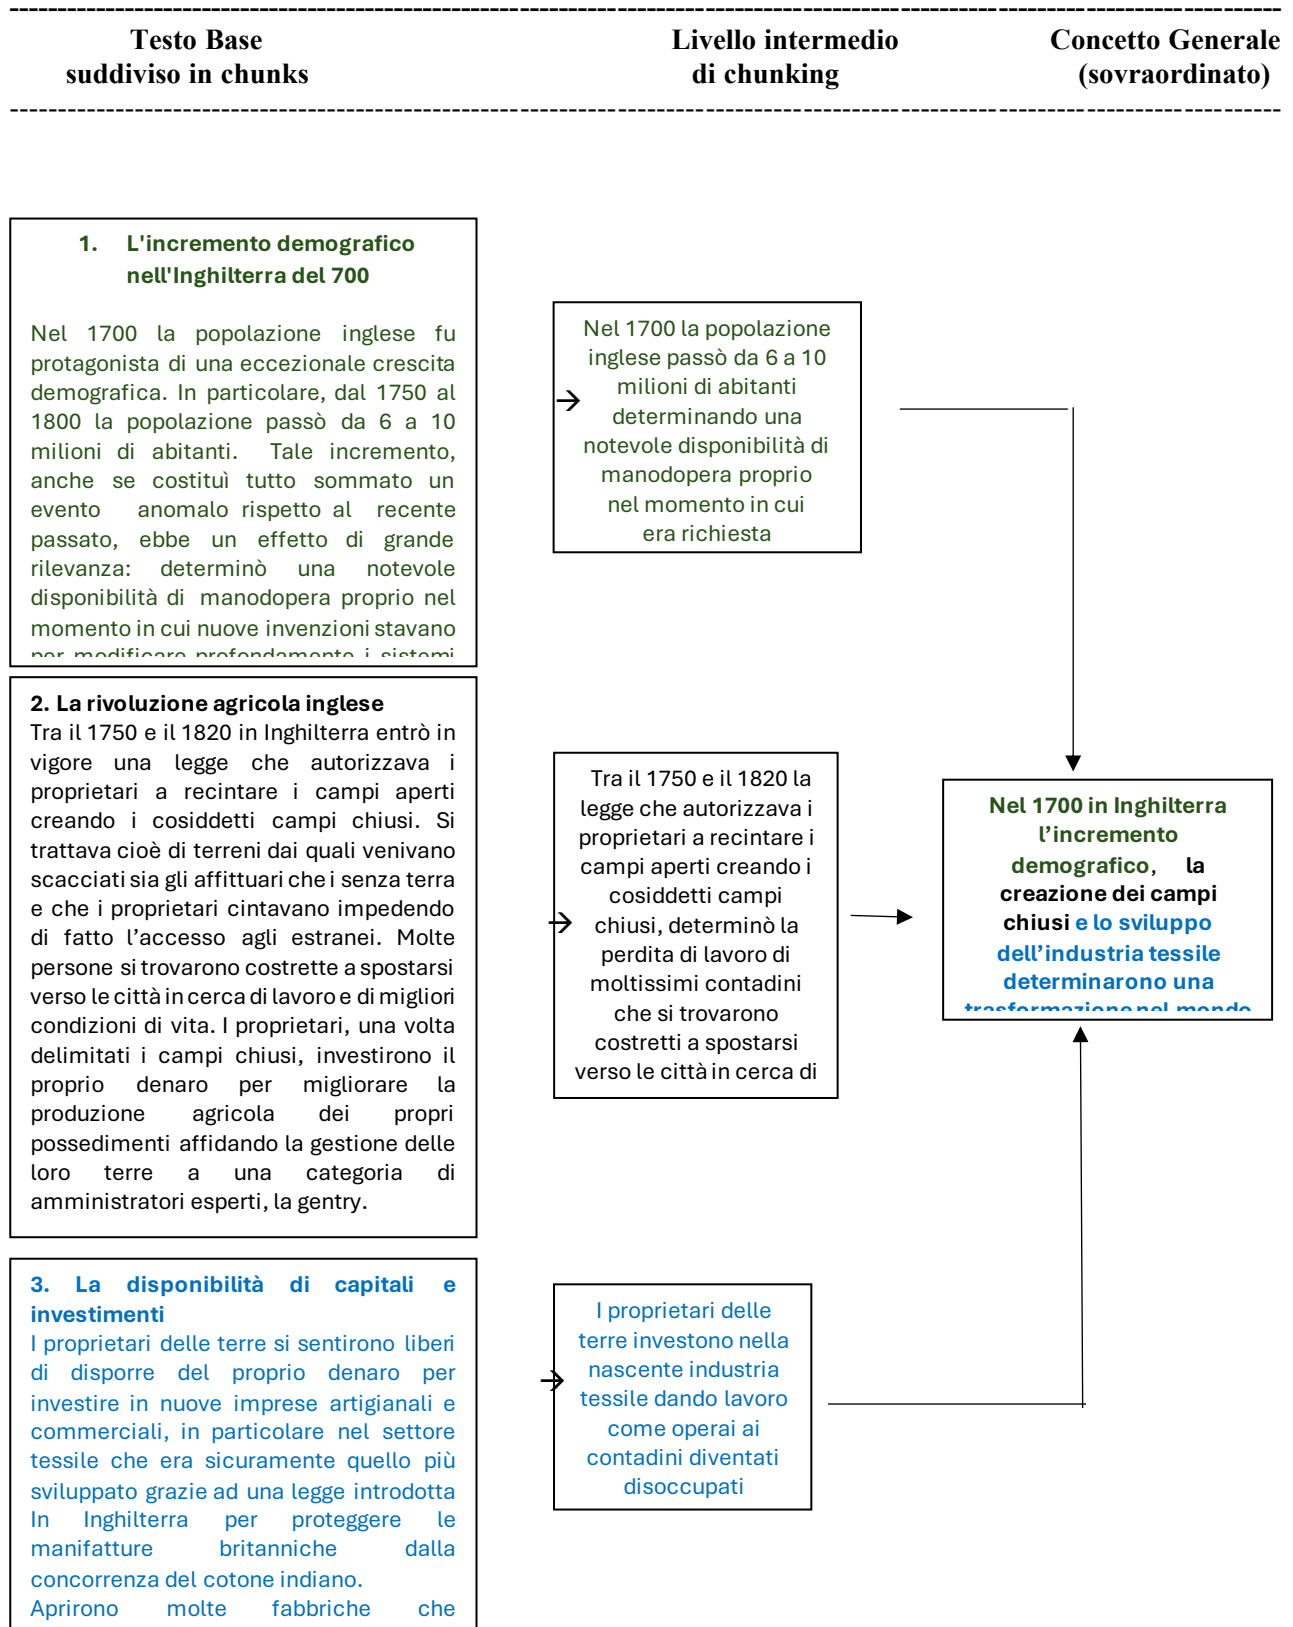 Testo Base
suddiviso in chunks
Livello intermedio
di chunking
Concetto Generale
(sovraordinato)
1. L'incremento demografico
nell'Inghilterra del 700
Nel 1700 la popolazione inglese fu
protagonista di una eccezionale crescita
demografica. In particolare, dal 1750 al
1800 la popolazione passò da 6 a 10
milioni di abitanti. Tale incremento,
anche se costituì tutto sommato un
evento anomalo rispetto al recente
passato, ebbe un effetto di grande
rilevanza: determinò una notevole
disponibilità di manodopera proprio nel
momento in cui nuove invenzioni stavano
per modificare profondamente i sistemi
→ Nel 1700 la popolazione
inglese passò da 6 a 10
milioni di abitanti
determinando una
notevole disponibilità di
manodopera proprio
nel momento in cui
era richiesta
2. La rivoluzione agricola inglese
Tra il 1750 e il 1820 in Inghilterra entrò in
vigore una legge che autorizzava i
proprietari a recintare i campi aperti
creando i cosiddetti campi chiusi. Si
trattava cioè di terreni dai quali venivano
scacciati sia gli affittuari che i senza terra
e che i proprietari cintavano impedendo
di fatto l’accesso agli estranei. Molte
persone si trovarono costrette a spostarsi
verso le città in cerca di lavoro e di migliori
condizioni di vita. I proprietari, una volta
delimitati i campi chiusi, investirono il
proprio denaro per migliorare la
produzione agricola dei propri
possedimenti affidando la gestione delle
loro terre a una categoria di
amministratori esperti, la gentry.
→ Tra il 1750 e il 1820 la
legge che autorizzava i
proprietari a recintare i
campi aperti creando i
cosiddetti campi
chiusi, determinò la
perdita di lavoro di
moltissimi contadini
che si trovarono
costretti a spostarsi
verso le città in cerca di
Nel 1700 in Inghilterra
l’incremento
demografico, la
creazione dei campi
chiusi e lo sviluppo
dell’industria tessile
determinarono una
trasformazione nel mondo
3. La disponibilità di capitali e
investimenti
I proprietari delle terre si sentirono liberi
di disporre del proprio denaro per
investire in nuove imprese artigianali e
commerciali, in particolare nel settore
tessile che era sicuramente quello più
sviluppato grazie ad una legge introdotta
In Inghilterra per proteggere le
manifatture britanniche dalla
concorrenza del cotone indiano.
Aprirono molte fabbriche che
→ I proprietari delle
terre investono nella
nascente industria
tessile dando lavoro
come operai ai
contadini diventati
disoccupati